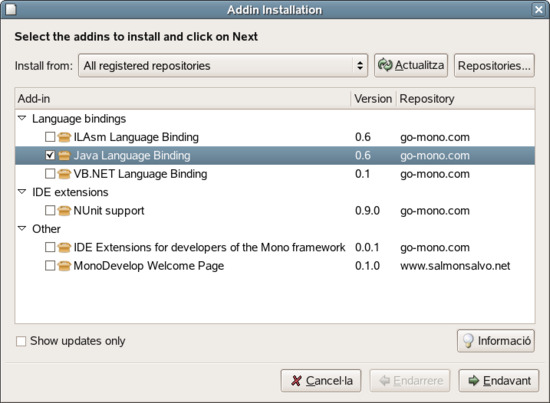 Addin Installation
Select the addins to install and click on Next
Install from: All registered repositories Actualitza Repositories...
Add-in Version Repository
Language bindings
ILAsm Language Binding 0.6 go-mono.com
Java Language Binding 0.6 go-mono.com
VB.NET Language Binding 0.1 go-mono.com
IDE extensions
NUnit support 0.9.0 go-mono.com
Other
IDE Extensions for developers of the Mono framework 0.0.1 go-mono.com
MonoDevelop Welcome Page 0.1.0 www.salmonsalvo.net
Show updates only Informació
Cancel·la Endarrere Endavant